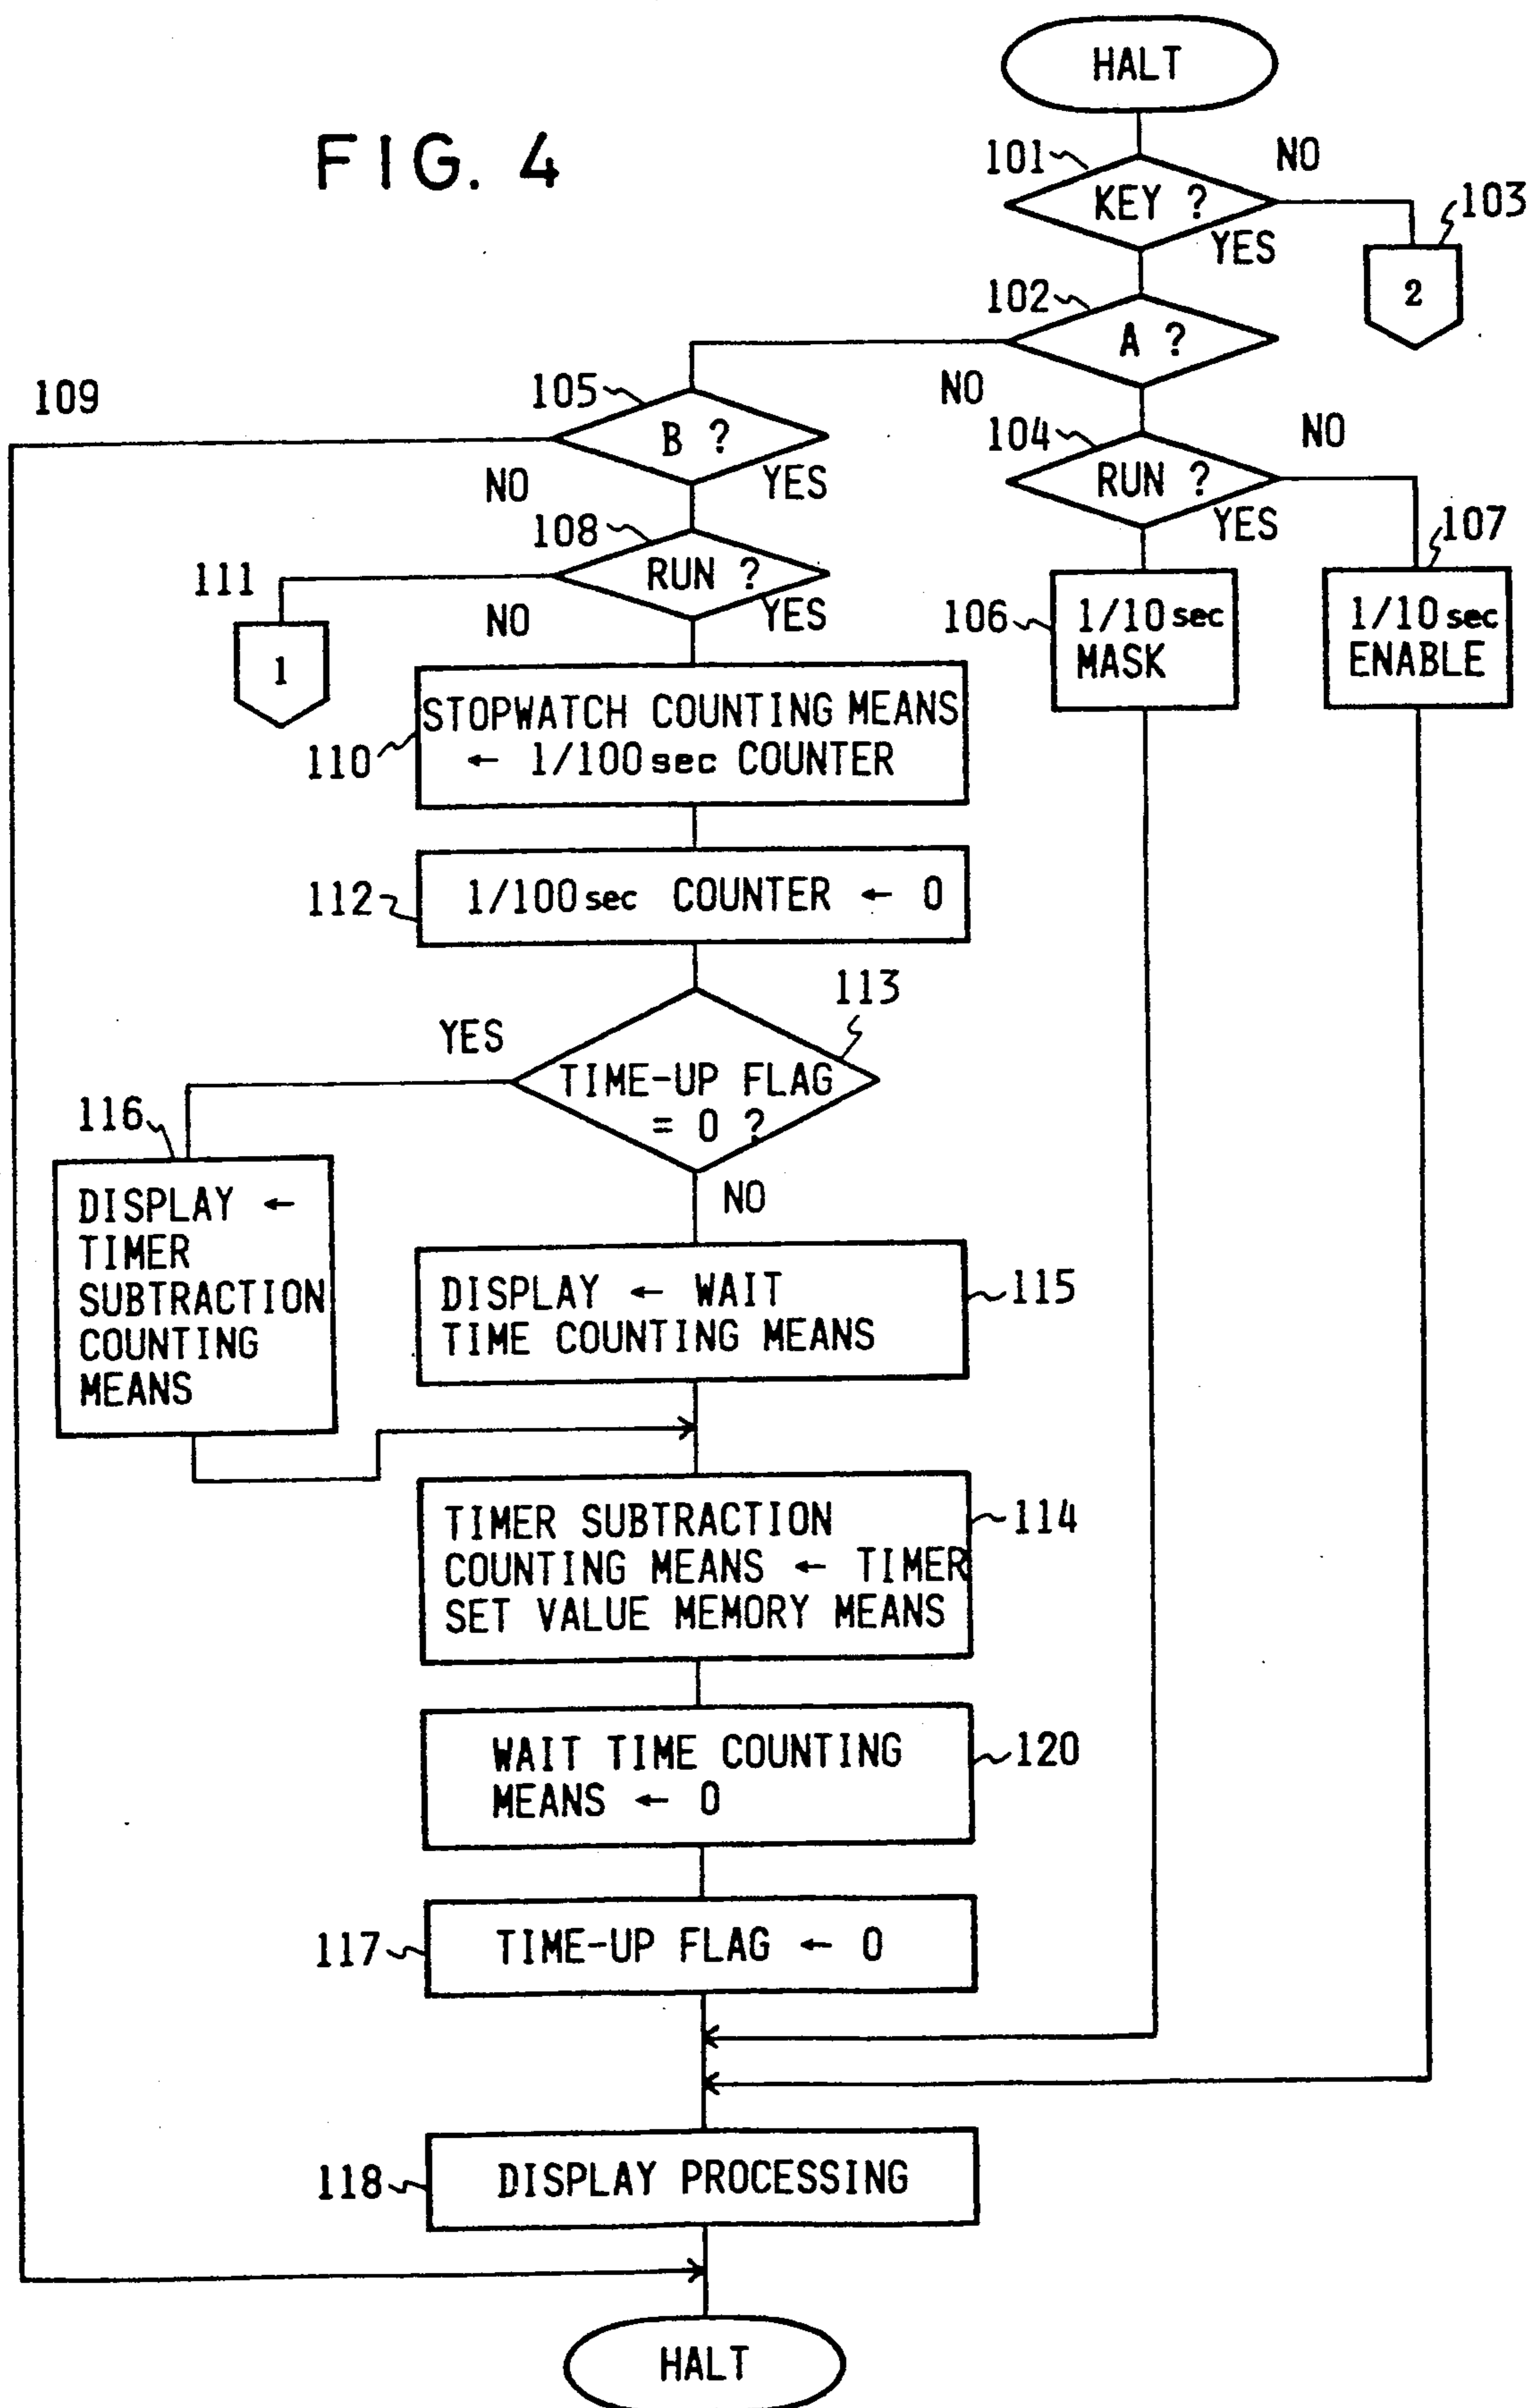 FIG. 4
HALT
101
KEY ?
NO
YES
103
2
102
A ?
NO
109
105
B ?
NO
YES
104
RUN ?
NO
YES
108
RUN ?
NO
YES
111
1
106
1/10 sec
MASK
107
1/10 sec
ENABLE
110
STOPWATCH COUNTING MEANS
← 1/100 sec COUNTER
112
1/100 sec COUNTER ← 0
113
TIME-UP FLAG
= 0 ?
YES
NO
116
DISPLAY ←
TIMER
SUBTRACTION
COUNTING
MEANS
115
DISPLAY ← WAIT
TIME COUNTING MEANS
114
TIMER SUBTRACTION
COUNTING MEANS ← TIMER
SET VALUE MEMORY MEANS
120
WAIT TIME COUNTING
MEANS ← 0
117
TIME-UP FLAG ← 0
118
DISPLAY PROCESSING
HALT